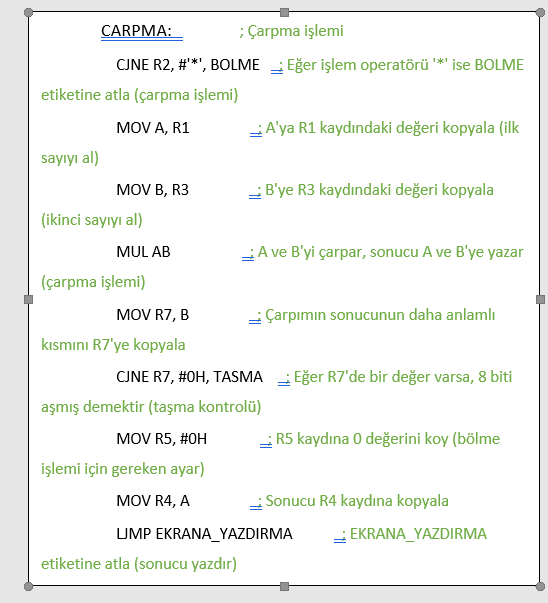 CARPMA: ; Çarpma işlemi
CJNE R2, #'*', BOLME ; Eğer işlem operatörü '*' ise BOLME
etiketine atla (çarpma işlemi)
MOV A, R1 ; A'ya R1 kaydındaki değeri kopyala (ilk
sayıyı al)
MOV B, R3 ; B'ye R3 kaydındaki değeri kopyala
(ikinci sayıyı al)
MUL AB ; A ve B'yi çarpar, sonucu A ve B'ye yazar
(çarpma işlemi)
MOV R7, B ; Çarpımın sonucunun daha anlamlı
kısmını R7'ye kopyala
CJNE R7, #0H, TASMA ; Eğer R7'de bir değer varsa, 8 biti
aşmış demektir (taşma kontrolü)
MOV R5, #0H ; R5 kaydına 0 değerini koy (bölme
işlemi için gereken ayar)
MOV R4, A ; Sonucu R4 kaydına kopyala
LJMP EKRANA_YAZDIRMA ; EKRANA_YAZDIRMA
etiketine atla (sonucu yazdır)